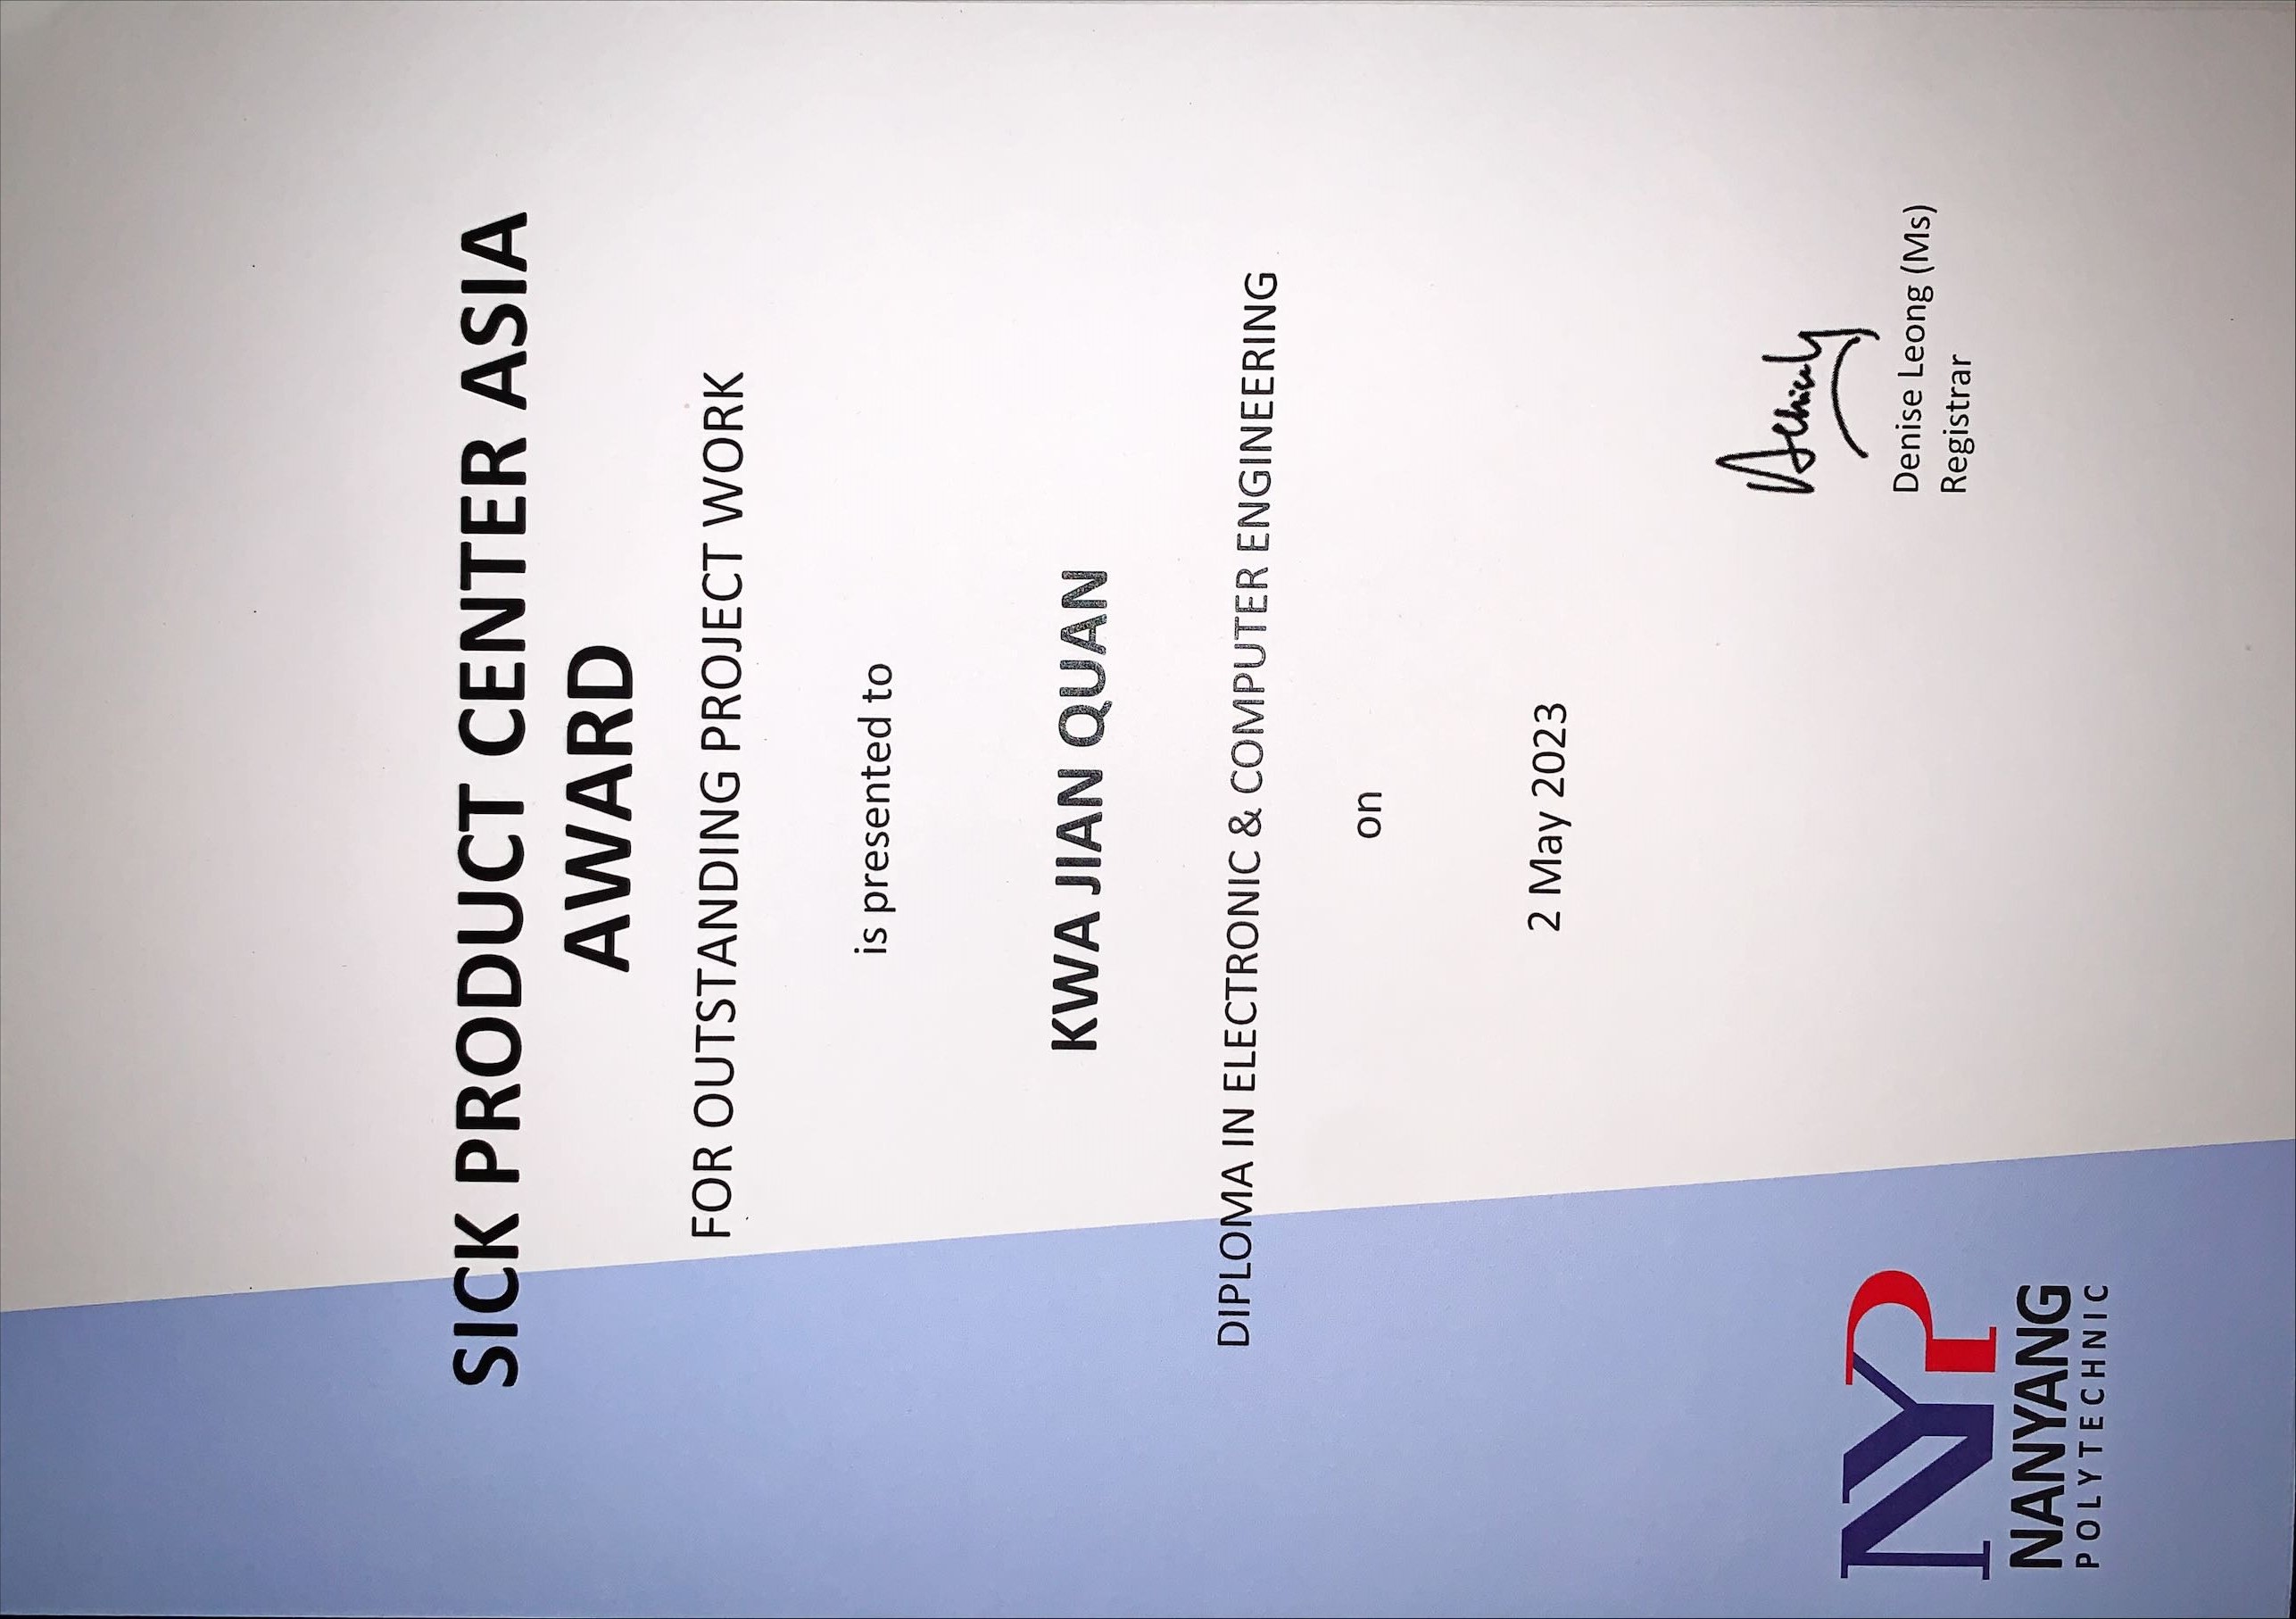 SICK PRODUCT CENTER ASIA
AWARD
FOR OUTSTANDING PROJECT WORK
is presented to
KWA JIAN QUAN
DIPLOMA IN ELECTRONIC & COMPUTER ENGINEERING
on
2 May 2023
Denise Leong (Ms)
Registrar
NYP
NANYANG
POLYTECHNIC